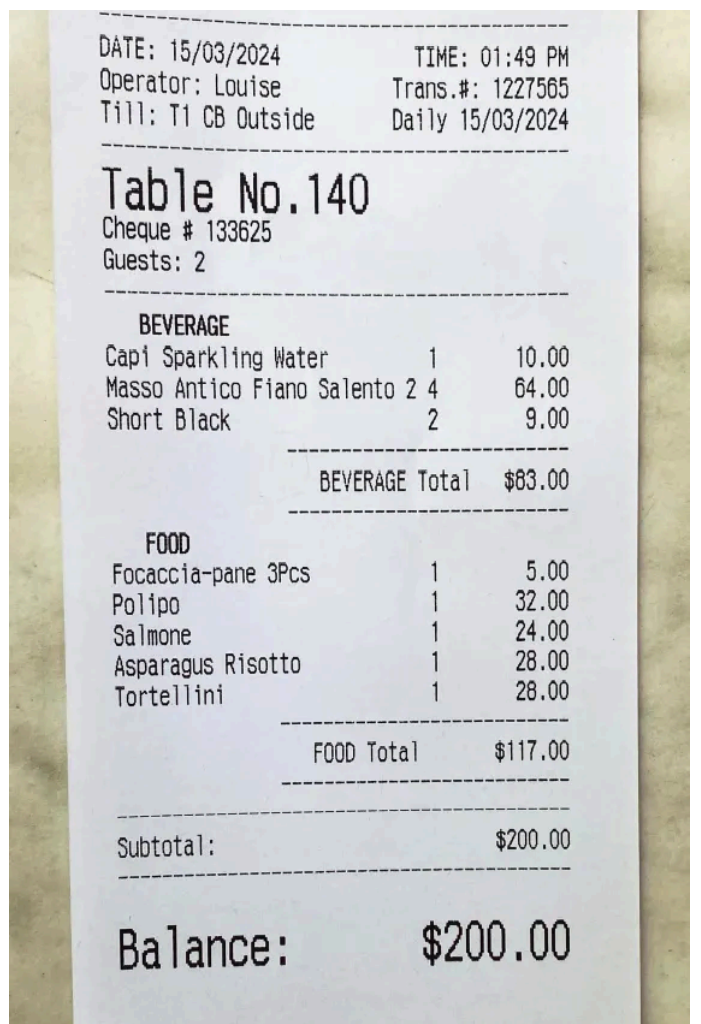 DATE: 15/03/2024 TIME: 01:49 PM
Operator: Louise Trans.#: 1227565
Till: T1 CB Outside Daily 15/03/2024
Table No.140
Cheque # 133625
Guests: 2
BEVERAGE
Capi Sparkling Water 1 10.00
Masso Antico Fiano Salento 2 4 64.00
Short Black 2 9.00
BEVERAGE Total $83.00
FOOD
Focaccia-pane 3Pcs 1 5.00
Polipo 1 32.00
Salmone 1 24.00
Asparagus Risotto 1 28.00
Tortellini 1 28.00
FOOD Total $117.00
Subtotal: $200.00
Balance: $200.00